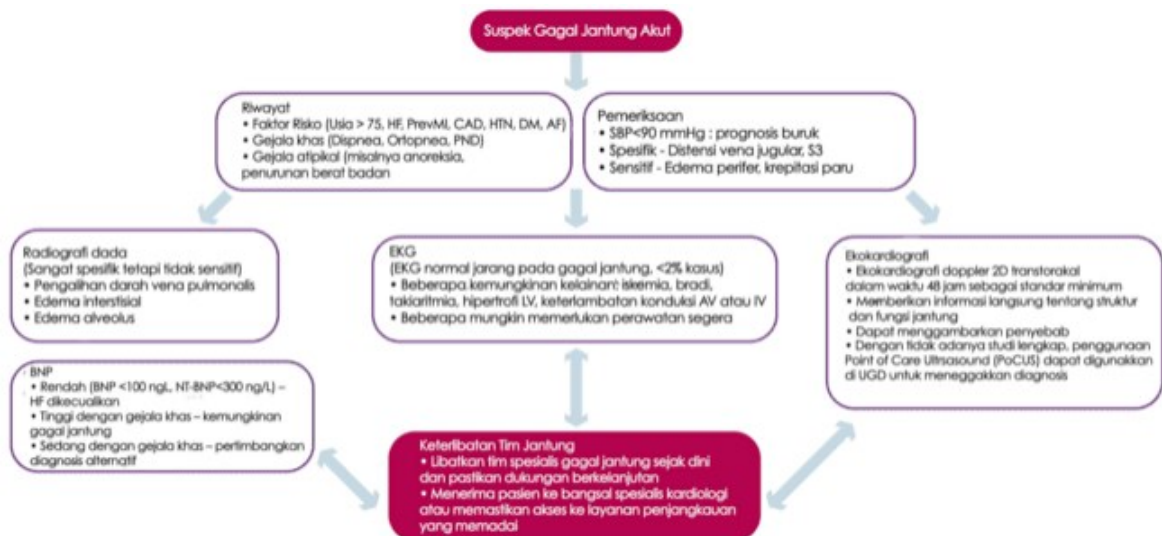 Suspek Gagal Jantung Akut
Riwayat
• Faktor Risiko (Usia > 75, HF, PrevMI, CAD, HTN, DM, AF)
• Gejala khas (Dispnea, Ortopnea, PND)
• Gejala atipikal (misalnya anoreksia,
penurunan berat badan
Pemeriksaan
• SBP<90 mmHg : prognosis buruk
• Spesifik - Distensi vena jugular, S3
• Sensitif - Edema perifer, krepitasi paru
Radiografi dada
(Sangat spesifik tetapi tidak sensitif)
• Pengalihan darah vena pulmonalis
• Edema interstisial
• Edema alveolus
EKG
(EKG normal jarang pada gagal jantung, <2% kasus)
• Beberapa kemungkinan kelainan: iskemia, bradi,
takiaritmia, hipertrofi LV, keterlambatan konduksi AV atau IV
• Beberapa mungkin memerlukan perawatan segera
Ekokardiografi
• Ekokardiografi doppler 2D transtorakal
dalam waktu 48 jam sebagai standar minimum
• Memberikan informasi langsung tentang struktur
dan fungsi jantung
• Dapat menggambarkan penyebab
• Dengan tidak adanya studi lengkap, penggunaan
Point of Care Ultrasound (PoCUS) dapat digunakkan
di UGD untuk meneggakkan diagnosis
BNP
• Rendah (BNP <100 ngL, NT-BNP<300 ng/L) –
HF dikecualikan
• Tinggi dengan gejala khas – kemungkinan
gagal jantung
• Sedang dengan gejala khas – pertimbangkan
diagnosis alternatif
Keterlibatan Tim Jantung
• Libatkan tim spesialis gagal jantung sejak dini
dan pastikan dukungan berkelanjutan
• Menerima pasien ke bangsal spesialis kardiologi
atau memastikan akses ke layanan penjangkauan
yang memadai